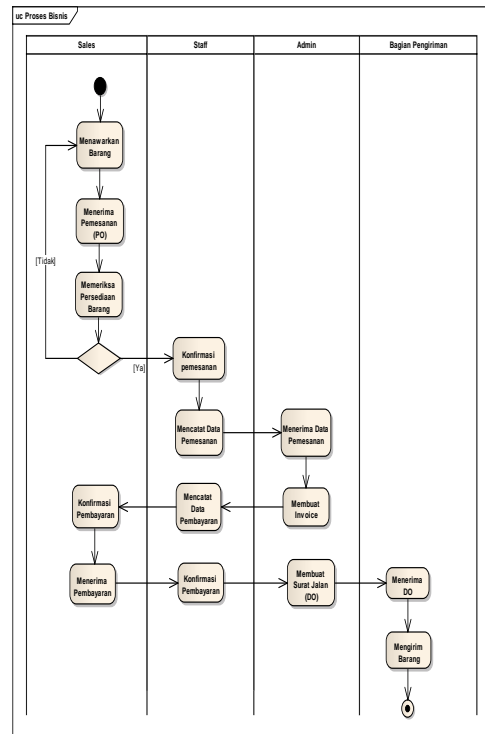 uc Proses Bisnis
Sales
Staff
Admin
Bagian Pengiriman
Menawarkan
Barang
Menerima
Pemesanan
(PO)
[Tidak]
Memeriksa
Persediaan
Barang
[Ya]
Konfirmasi
pemesanan
Mencatat Data
Pemesanan
Menerima Data
Pemesanan
Konfirmasi
Pembayaran
Mencatat
Data
Pembayaran
Membuat
Invoice
Menerima
Pembayaran
Konfirmasi
Pembayaran
Membuat
Surat Jalan
(DO)
Menerima
DO
Mengirim
Barang